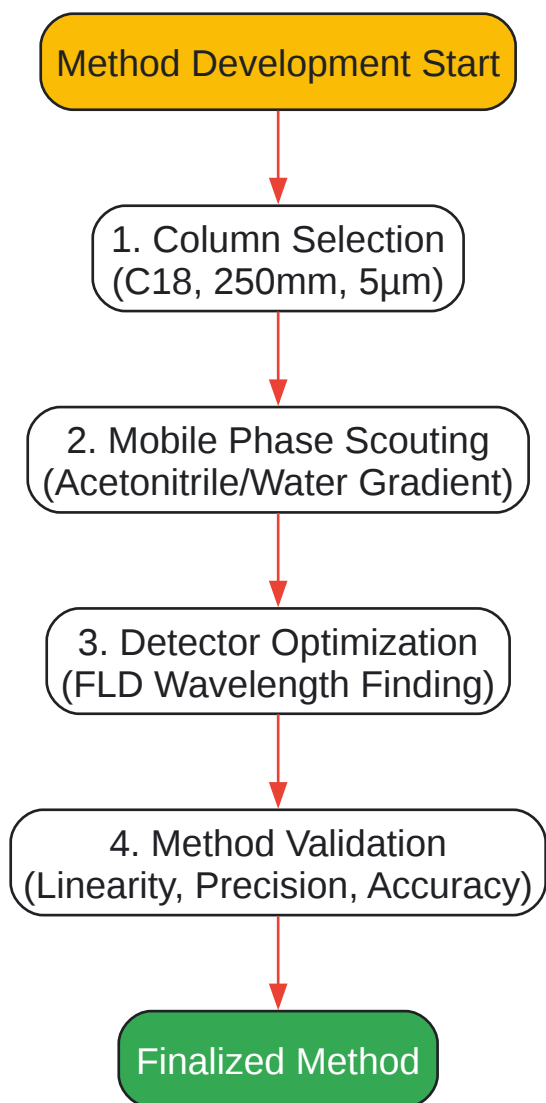 Method Development Start
1. Column Selection
(C18, 250mm, 5µm)
2. Mobile Phase Scouting
(Acetonitrile/Water Gradient)
3. Detector Optimization
(FLD Wavelength Finding)
4. Method Validation
(Linearity, Precision, Accuracy)
Finalized Method